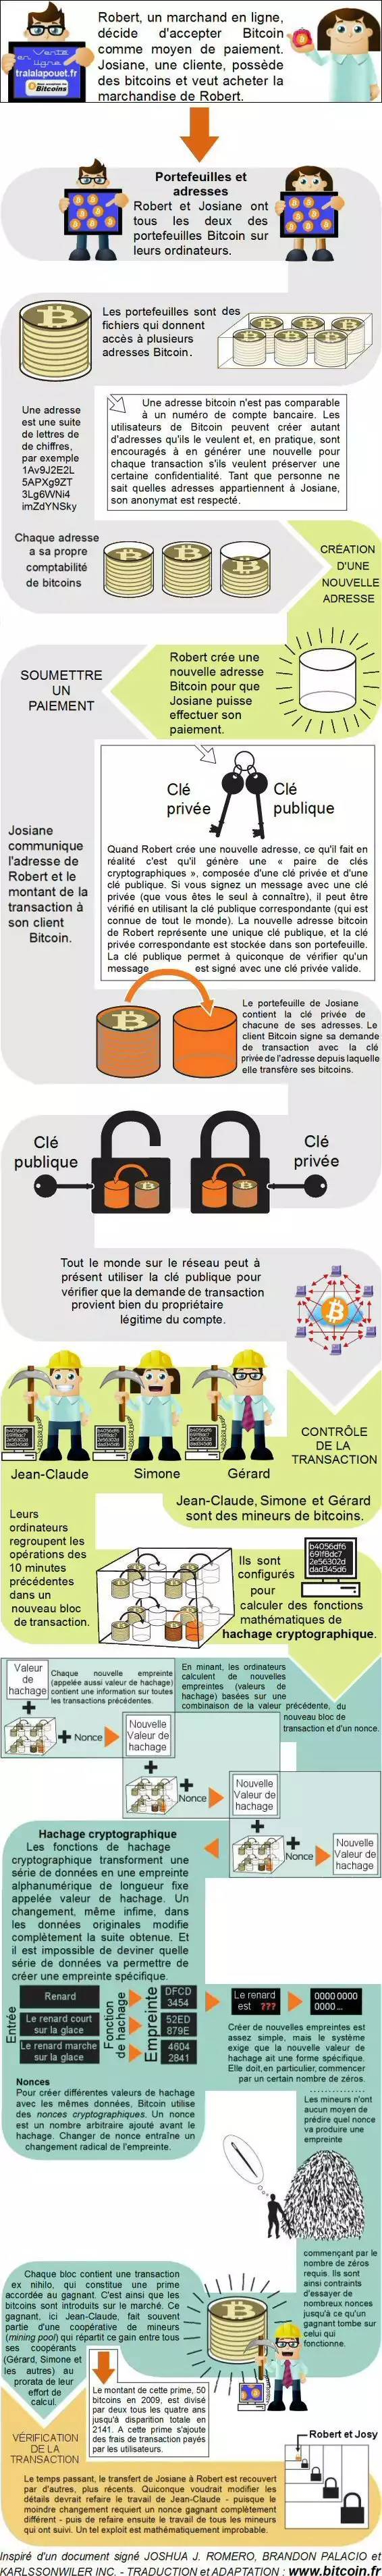 Vente
en ligne
tralalapouet.fr
Bitcoins
Robert, un marchand en ligne,
décide d'accepter Bitcoin
comme moyen de paiement.
Josiane, une cliente, possède
des bitcoins et veut acheter la
marchandise de Robert.
Portefeuilles et
adresses
Robert et Josiane ont
tous les deux des
portefeuilles Bitcoin sur
leurs ordinateurs.
Les portefeuilles sont des
fichiers qui donnent
accès à plusieurs
adresses Bitcoin.
Une adresse
est une suite
de lettres de
de chiffres,
par exemple
1Av9J2E2L
5APXg9ZT
3Lg6WNi4
imZdYNSky
Une adresse bitcoin n'est pas comparable
à un numéro de compte bancaire. Les
utilisateurs de Bitcoin peuvent créer autant
d'adresses qu'ils le veulent et, en pratique, sont
encouragés à en générer une nouvelle pour
chaque transaction s'ils veulent préserver une
certaine confidentialité. Tant que personne ne
sait quelles adresses appartiennent à Josiane,
son anonymat est respecté.
Chaque adresse
a sa propre
comptabilité
de bitcoins
CRÉATION
D'UNE
NOUVELLE
ADRESSE
Robert crée une
nouvelle adresse
Bitcoin pour que
Josiane puisse
effectuer son
paiement.
SOUMETTRE
UN
PAIEMENT
Clé
privée
Clé
publique
Josiane
communique
l'adresse de
Robert et le
montant de la
transaction à
son client
Bitcoin.
Quand Robert crée une nouvelle adresse, ce qu'il fait en
réalité c'est qu'il génère une « paire de clés
cryptographiques », composée d'une clé privée et d'une
clé publique. Si vous signez un message avec une clé
privée (que vous êtes le seul à connaître), il peut être
vérifié en utilisant la clé publique correspondante (qui est
connue de tout le monde). La nouvelle adresse bitcoin
de Robert représente une unique clé publique, et la clé
privée correspondante est stockée dans son portefeuille.
La clé publique permet à quiconque de vérifier qu'un
message est signé avec une clé privée valide.
Le portefeuille de Josiane
contient la clé privée de
chacune de ses adresses. Le
client Bitcoin signe sa demande
de transaction avec la clé
privée de l'adresse depuis laquelle
elle transfère ses bitcoins.
Clé
publique
Clé
privée
Tout le monde sur le réseau peut à
présent utiliser la clé publique pour
vérifier que la demande de transaction
provient bien du propriétaire
légitime du compte.
CONTRÔLE
DE LA
TRANSACTION
Jean-Claude
Simone
Gérard
Jean-Claude, Simone et Gérard
sont des mineurs de bitcoins.
Leurs
ordinateurs
regroupent les
opérations des
10 minutes
précédentes
dans un
nouveau bloc
de transaction.
Ils sont
configurés
pour
calculer des fonctions
mathématiques de
hachage cryptographique.
b4056df6
691f8dc7
2e56302d
dad345d6
Valeur
de
hachage
Chaque nouvelle empreinte
(appelée aussi valeur de hachage)
contient une information sur toutes
les transactions précédentes.
En minant, les ordinateurs
calculent de nouvelles
empreintes (valeurs de
hachage) basées sur une
combinaison de la valeur précédente, du
nouveau bloc de
transaction et d'un nonce.
Nonce
Nouvelle
Valeur de
hachage
Nonce
Nouvelle
Valeur de
hachage
Nonce
Nouvelle
Valeur de
hachage
Hachage cryptographique
Les fonctions de hachage
cryptographique transforment une
série de données en une empreinte
alphanumérique de longueur fixe
appelée valeur de hachage. Un
changement, même infime, dans
les données originales modifie
complètement la suite obtenue. Et
il est impossible de deviner quelle
série de données va permettre de
créer une empreinte spécifique.
Entrée
Renard
Le renard court
sur la glace
Le renard marche
sur la glace
Fonction
de hachage
Empreinte
DFCD
3454
52ED
879E
4604
2841
Le renard
est ???
0000 0000
0000 ...
Créer de nouvelles empreintes est
assez simple, mais le système
exige que la nouvelle valeur de
hachage ait une forme spécifique.
Elle doit, en particulier, commencer
par un certain nombre de zéros.
Nonces
Pour créer différentes valeurs de hachage
avec les mêmes données, Bitcoin utilise
des nonces cryptographiques. Un nonce
est un nombre arbitraire ajouté avant le
hachage. Changer de nonce entraîne un
changement radical de l'empreinte.
Les mineurs n'ont
aucun moyen de
prédire quel nonce
va produire une
empreinte
commençant par le
nombre de zéros
requis. Ils sont
ainsi contraints
d'essayer de
nombreux nonces
jusqu'à ce qu'un
gagnant tombe sur
celui qui
fonctionne.
Chaque bloc contient une transaction
ex nihilo, qui constitue une prime
accordée au gagnant. C'est ainsi que les
bitcoins sont introduits sur le marché. Ce
gagnant, ici Jean-Claude, fait souvent
partie d'une coopérative de mineurs
(mining pool) qui répartit ce gain entre tous
ses coopérants
(Gérard, Simone et
les autres) au
prorata de leur
effort de
calcul.
Le montant de cette prime, 50
bitcoins en 2009, est divisé
par deux tous les quatre ans
jusqu'à disparition totale en
2141. A cette prime s'ajoute
des frais de transaction payés
par les utilisateurs.
VÉRIFICATION
DE LA
TRANSACTION
Robert et Josy
Le temps passant, le transfert de Josiane à Robert est recouvert
par d'autres, plus récents. Quiconque voudrait modifier les
détails devrait refaire le travail de Jean-Claude - puisque le
moindre changement requiert un nonce gagnant complètement
différent - puis de refaire ensuite le travail de tous les mineurs
qui ont suivi. Un tel exploit est mathématiquement improbable.
Inspiré d'un document signé JOSHUA J. ROMERO, BRANDON PALACIO et
KARLSSONWILER INC. - TRADUCTION et ADAPTATION : www.bitcoin.fr